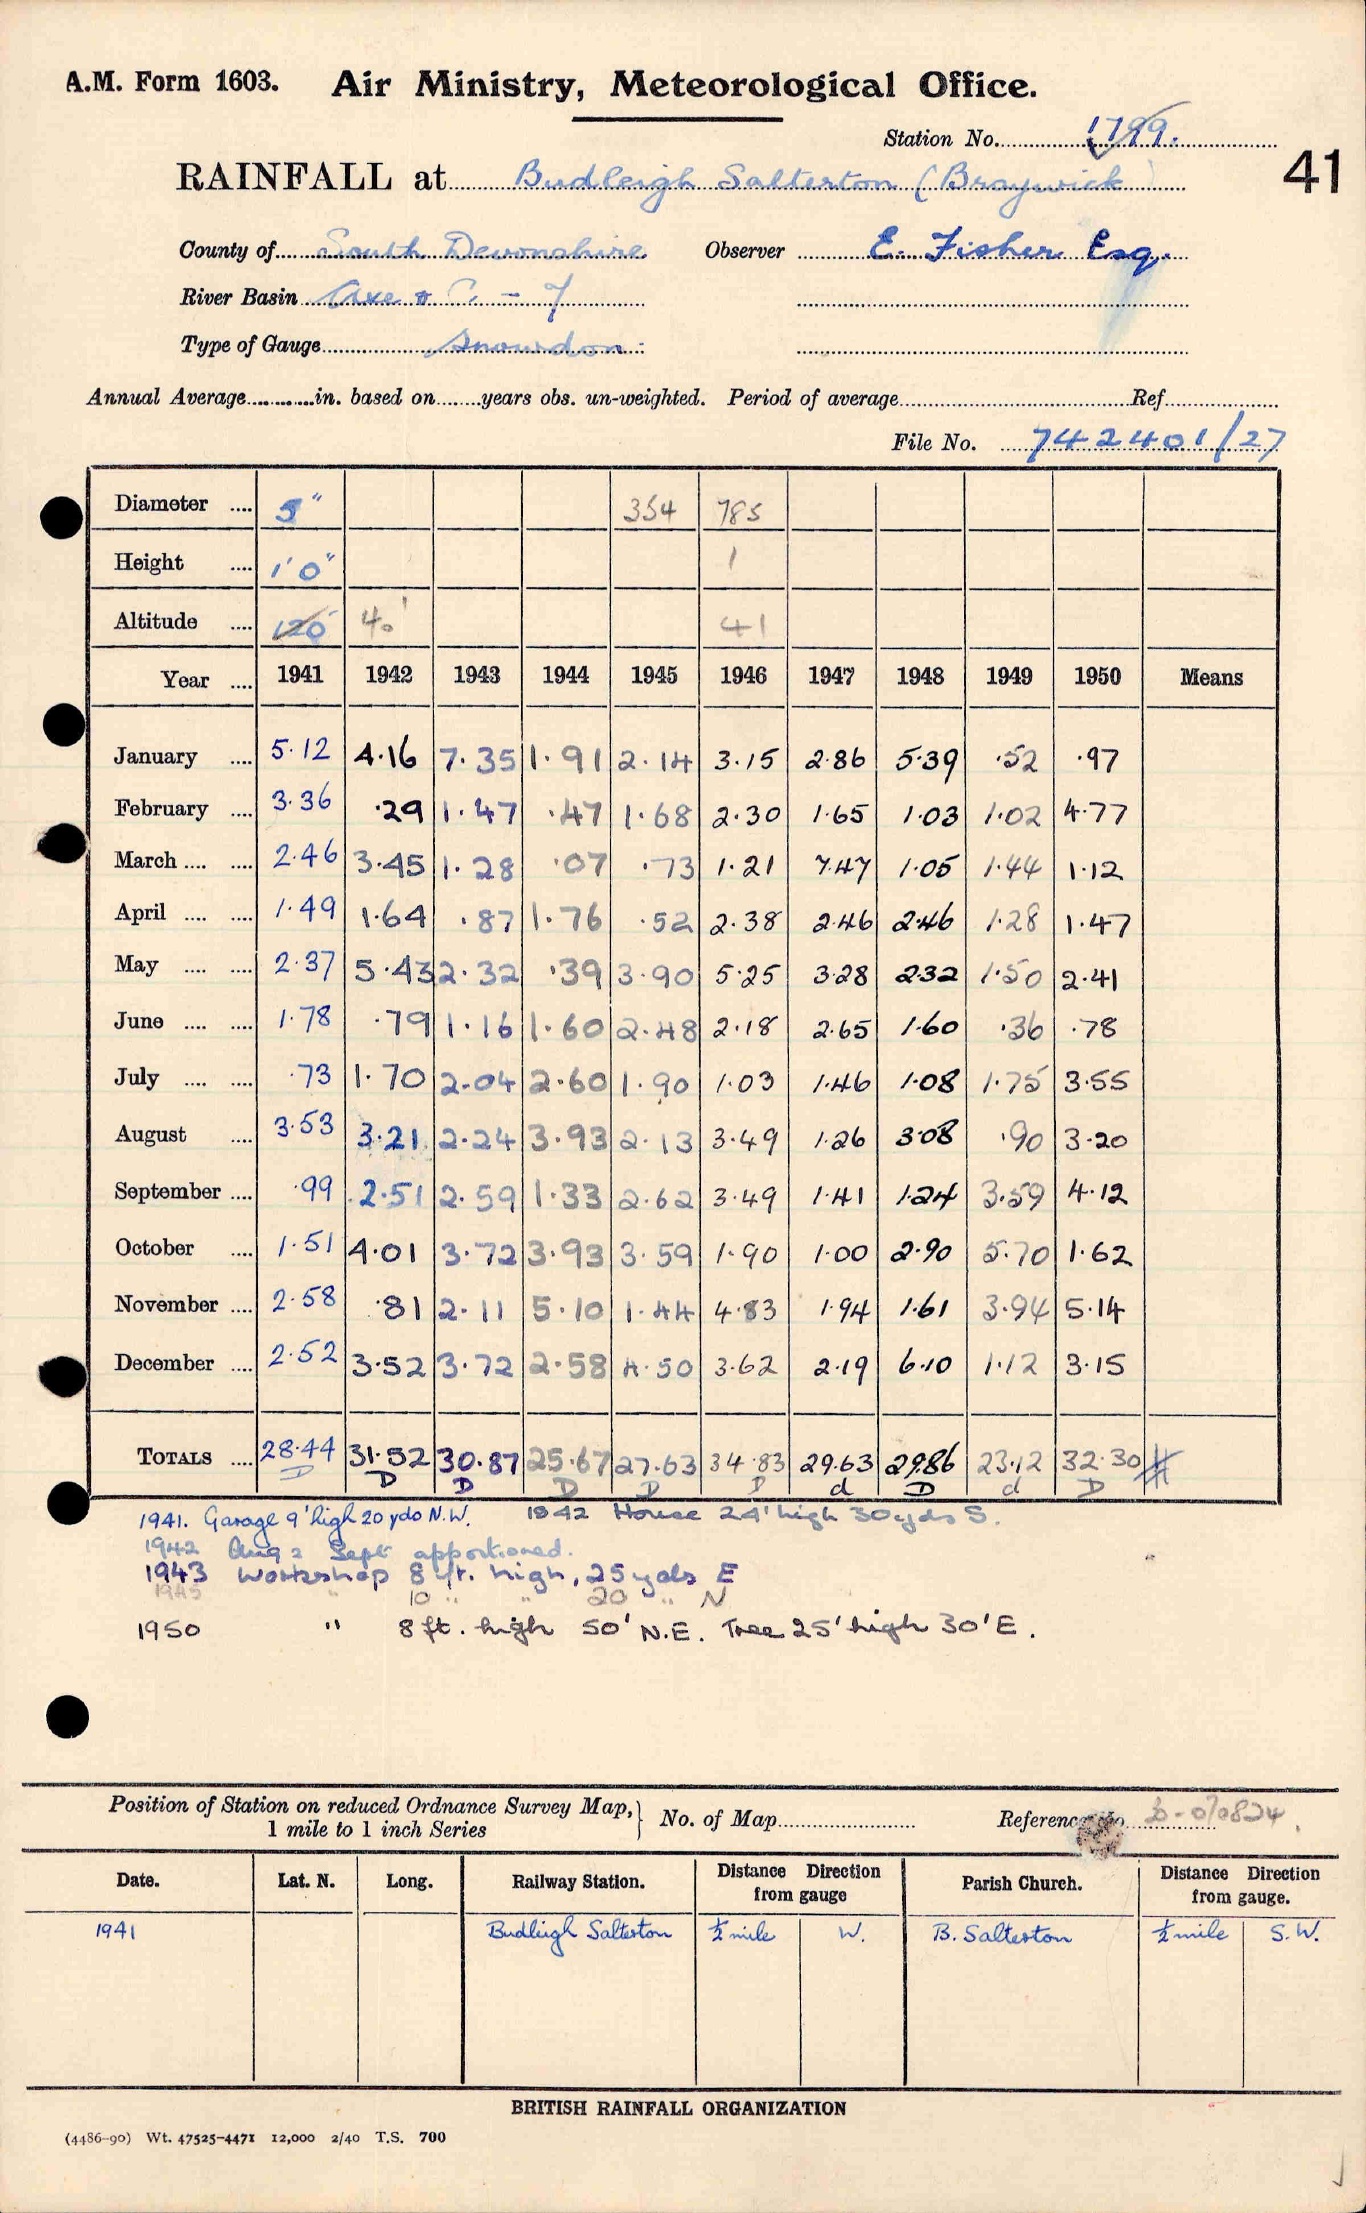 A.M. Form 1603. Air Ministry, Meteorological Office.
Station No. 1799.
41
RAINFALL at Budleigh Salterton (Braywick)
County of South Devonshire Observer E. Fisher Esq.
River Basin Axe & C. - 7
Type of Gauge Snowdon
Annual Average in. based on years obs. un-weighted. Period of average Ref
File No. 742401/27
Diameter .... 5" 354 785
Height .... 1'0" 1
Altitude .... 120' 40' 41
Year .... 1941 1942 1943 1944 1945 1946 1947 1948 1949 1950 Means
January .... 5.12 4.16 7.35 1.91 2.14 3.15 2.86 5.39 .52 .97
February .... 3.36 .29 1.47 .47 1.68 2.30 1.65 1.03 1.02 4.77
March .... .... 2.46 3.45 1.28 .07 .73 1.21 7.47 1.05 1.44 1.12
April .... .... 1.49 1.64 .87 1.76 .52 2.38 2.46 2.46 1.28 1.47
May .... .... 2.37 5.43 2.32 .39 3.90 5.25 3.28 2.32 1.50 2.41
June .... .... 1.78 .79 1.16 1.60 2.48 2.18 2.65 1.60 .36 .78
July .... .... .73 1.70 2.04 2.60 1.90 1.03 1.46 1.08 1.75 3.55
August .... 3.53 3.21 2.24 3.93 2.13 3.49 1.26 3.08 .90 3.20
September .... .99 2.51 2.59 1.33 2.62 3.49 1.41 1.24 3.59 4.12
October .... 1.51 4.01 3.72 3.93 3.59 1.90 1.00 2.90 5.70 1.62
November .... 2.58 .81 2.11 5.10 1.44 4.83 1.94 1.61 3.94 5.14
December .... 2.52 3.52 3.72 2.58 4.50 3.62 2.19 6.10 1.12 3.15
TOTALS .... 28.44 31.52 30.87 25.67 27.63 34.83 29.63 29.86 23.12 32.30 #
D D D D D D d D d D
1941. Garage 9' high 20 yds N.W. 1942 House 24' high 30 yds S.
1942 Aug & Sept apportioned.
1943 Workshop 8 ft. high, 25 yds E
1945 " 10 " " 20 " N
1950 " 8 ft. high 50' N.E. Tree 25' high 30' E.
Position of Station on reduced Ordnance Survey Map, 1 mile to 1 inch Series } No. of Map Reference No
Date. Lat. N. Long. Railway Station. Distance Direction from gauge Parish Church. Distance Direction from gauge.
1941 Budleigh Salterton ½ mile W. B. Salterton ½ mile S.W.
BRITISH RAINFALL ORGANIZATION
(4486-90) Wt. 47525-4471 12,000 2/40 T.S. 700